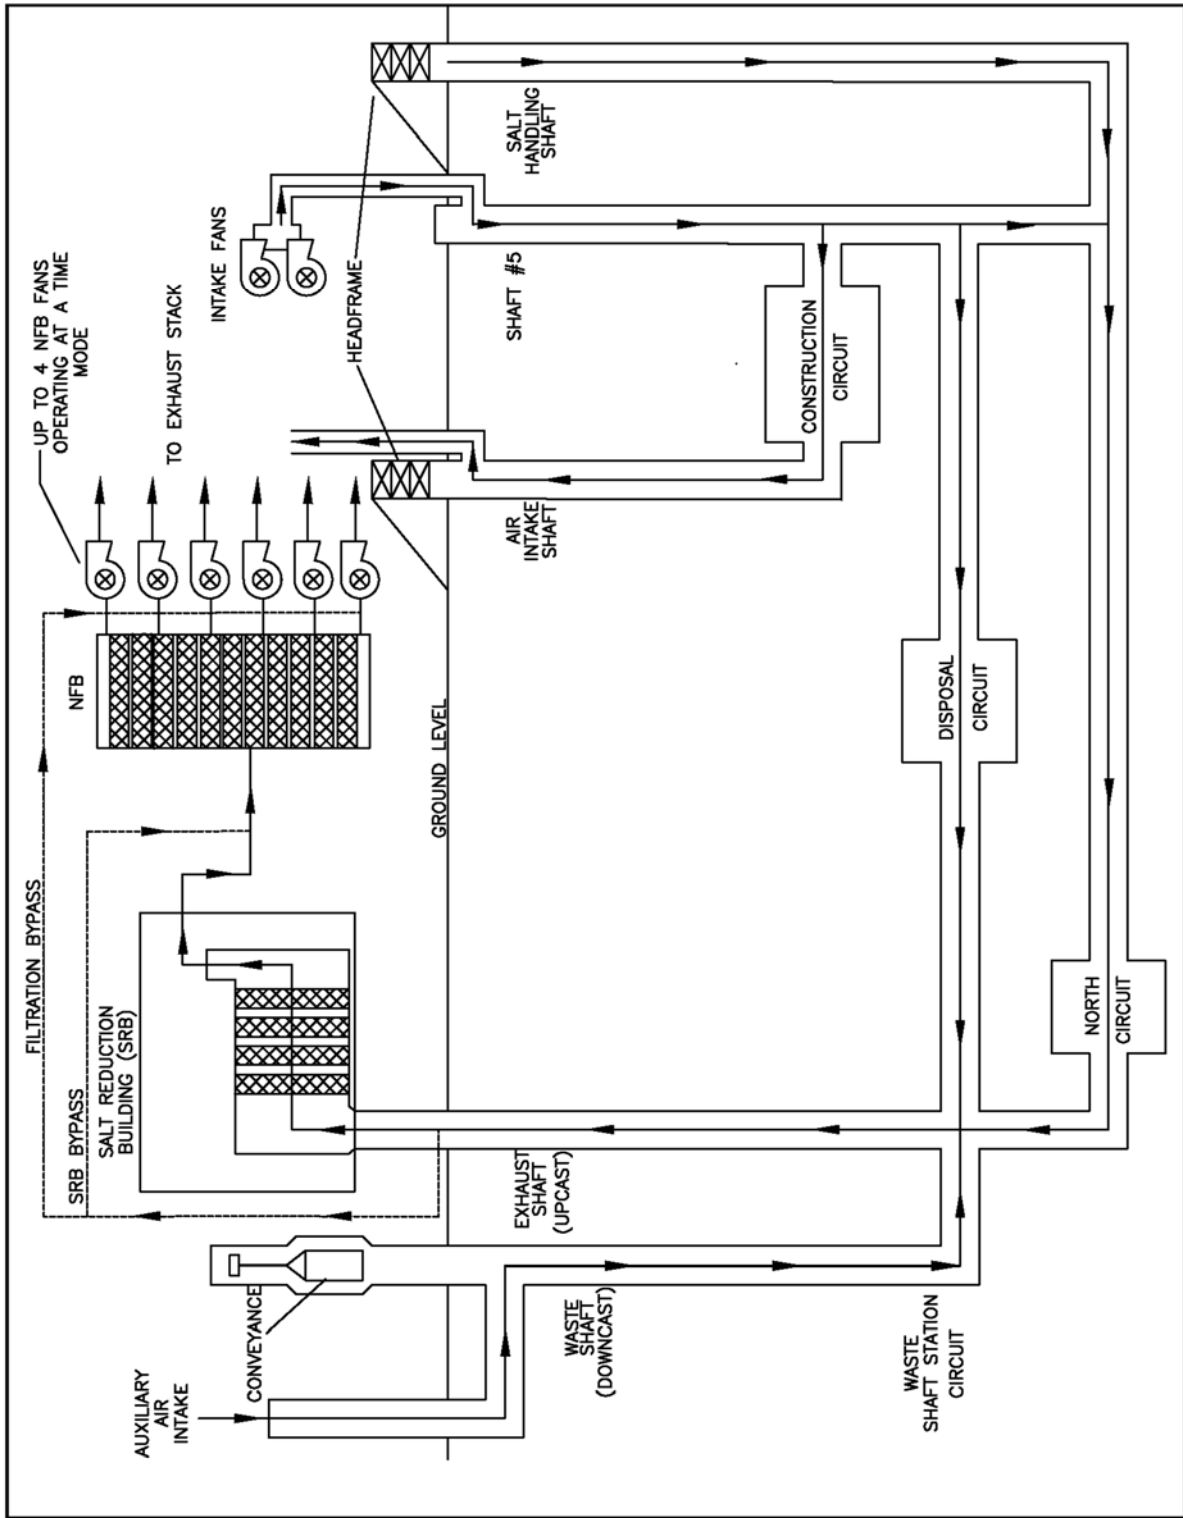 UP TO 4 NFB FANS
OPERATING AT A TIME
MODE
TO EXHAUST STACK
INTAKE FANS
HEADFRAME
NFB
FILTRATION BYPASS
SRB BYPASS
SALT REDUCTION
BUILDING (SRB)
CONVEYANCE
AUXILIARY
AIR
INTAKE
GROUND LEVEL
WASTE
SHAFT
(DOWNCAST)
EXHAUST
SHAFT
(UPCAST)
AIR
INTAKE
SHAFT
SHAFT #5
SALT
HANDLING
SHAFT
CONSTRUCTION
CIRCUIT
DISPOSAL
CIRCUIT
WASTE
SHAFT STATION
CIRCUIT
NORTH
CIRCUIT